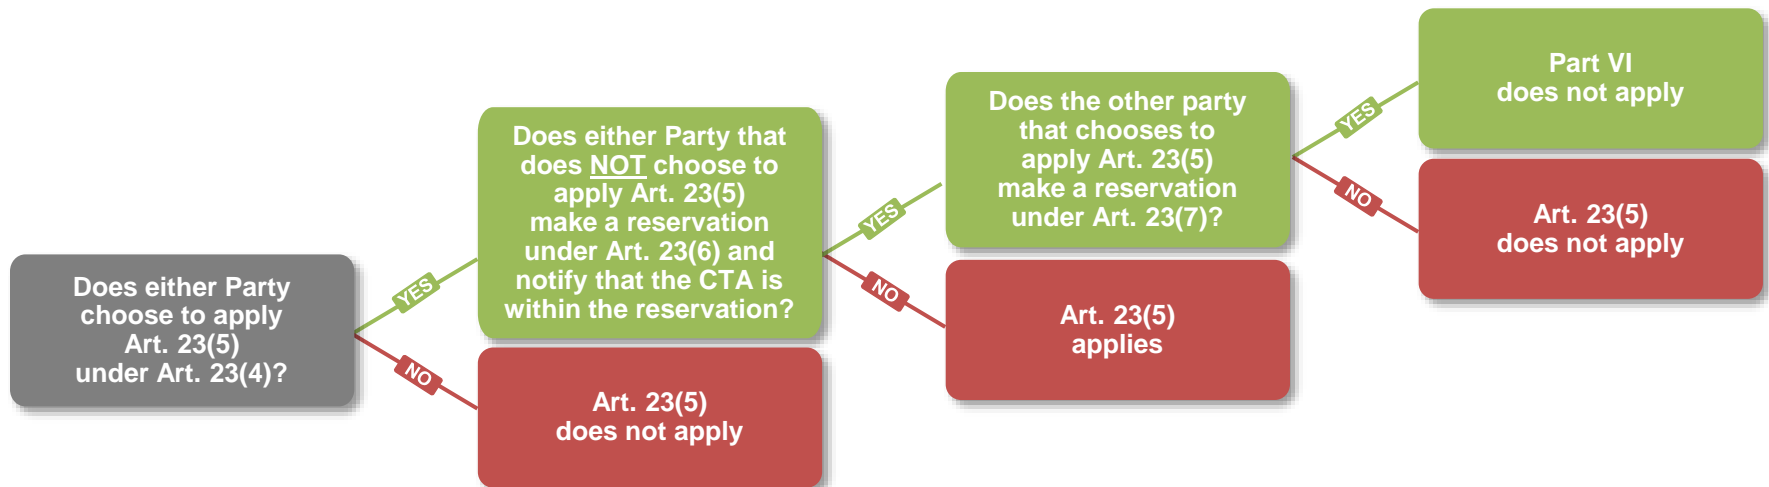 Does either Party
choose to apply
Art. 23(5)
under Art. 23(4)?
YES
NO
Does either Party that
does NOT choose to
apply Art. 23(5)
make a reservation
under Art. 23(6) and
notify that the CTA is
within the reservation?
Art. 23(5)
does not apply
YES
NO
Does the other party
that chooses to
apply Art. 23(5)
make a reservation
under Art. 23(7)?
Art. 23(5)
applies
YES
NO
Part VI
does not apply
Art. 23(5)
does not apply